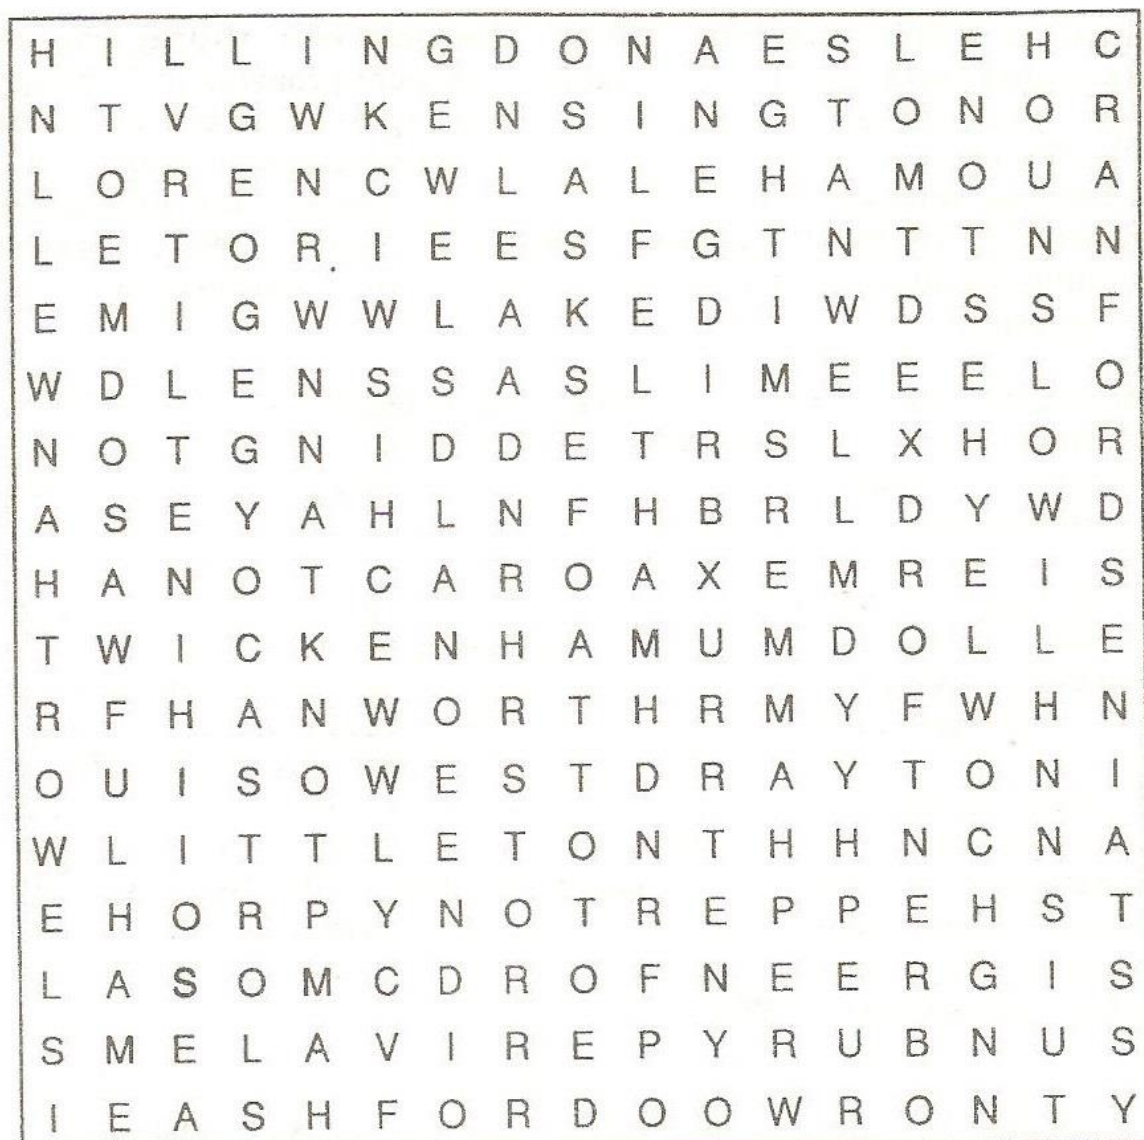 H I L L I N G D O N A E S L E H C
N T V G W K E N S I N G T O N O R
L O R E N C W L A L E H A M O U A
L E T O R I E E S F G T N T T N N
E M I G W W L A K E D I W D S S F
W D L E N S S A S L I M E E E L O
N O T G N I D D E T R S L X H O R
A S E Y A H L N F H B R L D Y W D
H A N O T C A R O A X E M R E I S
T W I C K E N H A M U M D O L L E
R F H A N W O R T H R M Y F W H N
O U I S O W E S T D R A Y T O N I
W L I T T L E T O N T H H N C N A
E H O R P Y N O T R E P P E H S T
L A S O M C D R O F N E E R G I S
S M E L A V I R E P Y R U B N U S
I E A S H F O R D O O W R O N T Y